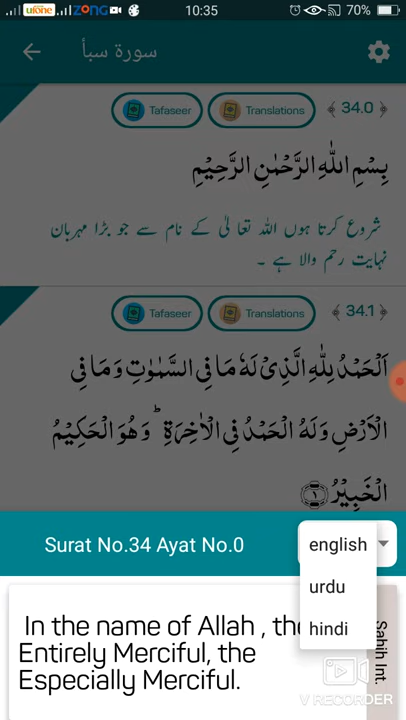 ufone ZONG 10:35 70%
سورة سبأ
Tafaseer Translations ﴿ 34.0 ﴾
بِسْمِ اللّٰهِ الرَّحْمٰنِ الرَّحِيْمِ
شروع کرتا ہوں اللہ تعا لیٰ کے نام سے جو بڑا مہربان
نہایت رحم والا ہے ۔
Tafaseer Translations ﴿ 34.1 ﴾
اَلْحَمْدُ لِلّٰهِ الَّذِیْ لَهٗ مَا فِی السَّمٰوٰتِ وَ مَا فِی
الْاَرْضِ وَ لَهُ الْحَمْدُ فِی الْاٰخِرَةِ ؕ وَ هُوَ الْحَكِیْمُ
الْخَبِیْرُ ۝۱
Surat No.34 Ayat No.0
english
urdu
hindi
In the name of Allah , the
Entirely Merciful, the
Especially Merciful.
Sahih Int.
V RECORDER